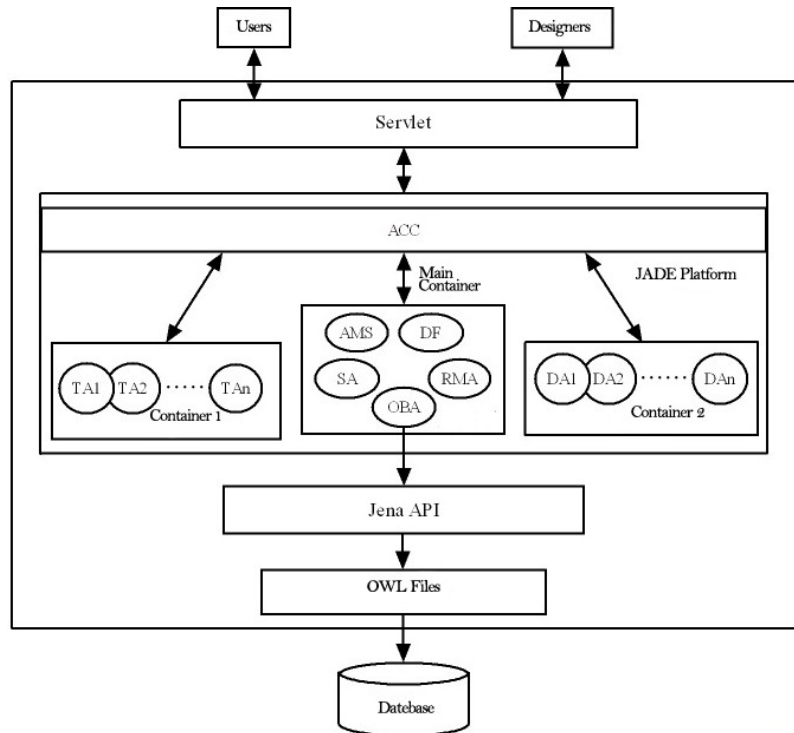 Users
Designers
Servlet
ACC
Main
Container
JADE Platform
AMS
DF
SA
RMA
OBA
TA1
TA2
······
TAn
Container 1
DA1
DA2
······
DAn
Container 2
Jena API
OWL Files
Datebase